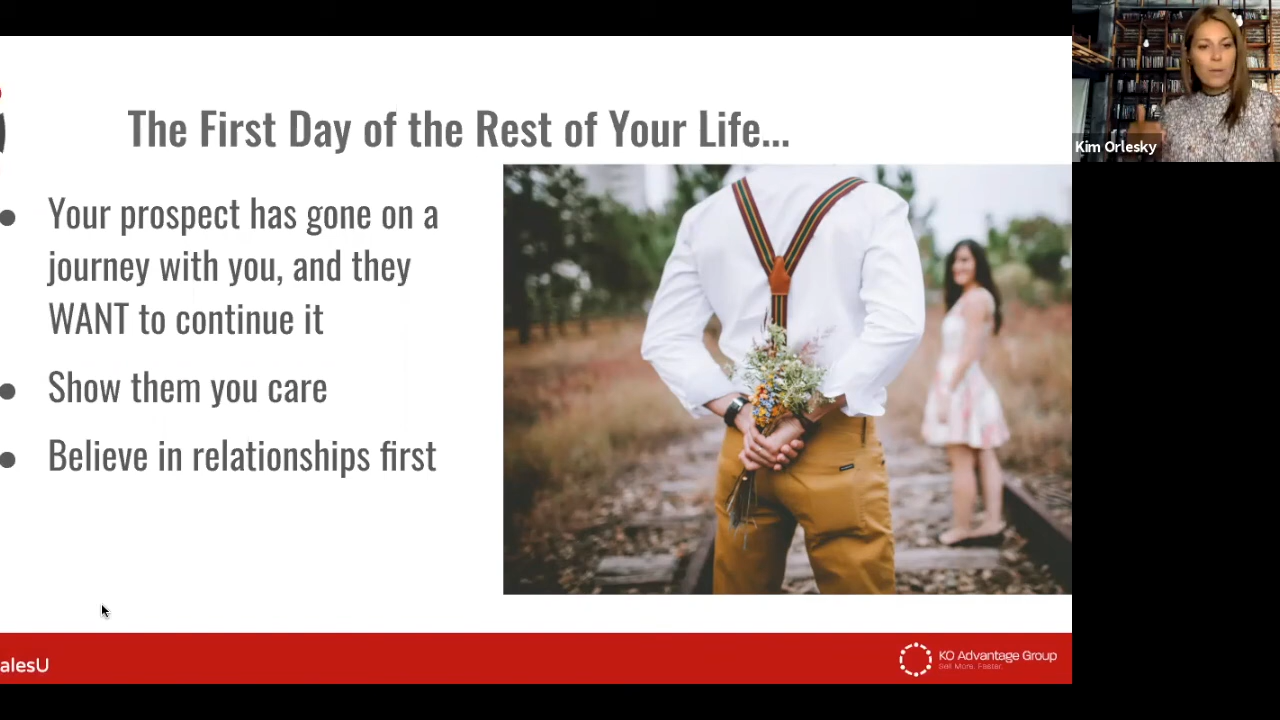 The First Day of the Rest of Your Life...
● Your prospect has gone on a
journey with you, and they
WANT to continue it
● Show them you care
● Believe in relationships first
Kim Orlesky
alesU
KO Advantage Group
Sell More. Faster.